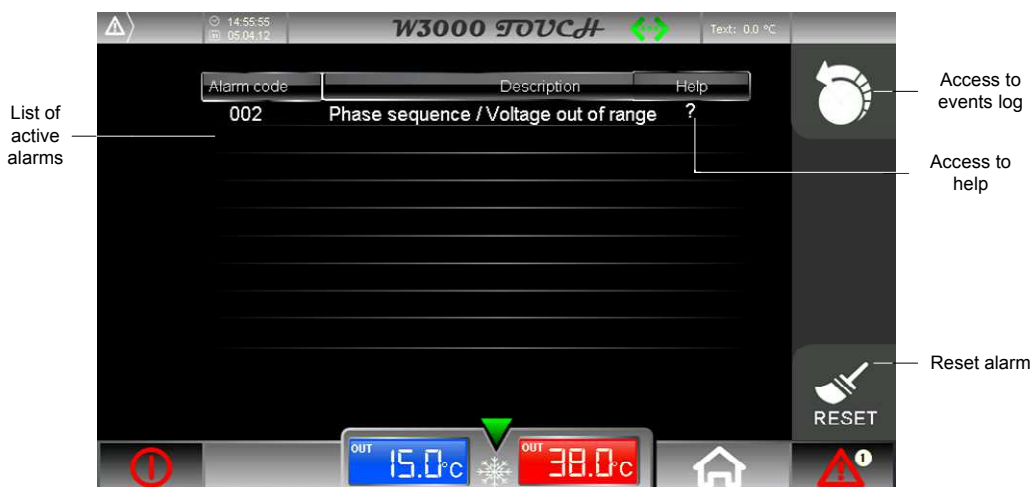 14:55:55
05.04.12
W3000 TOUCH
Text: 0.0 °C
Alarm code Description Help
002 Phase sequence / Voltage out of range ?
List of
active
alarms
Access to
events log
Access to
help
Reset alarm
RESET
OUT 15.0°C
OUT 38.0°C
1